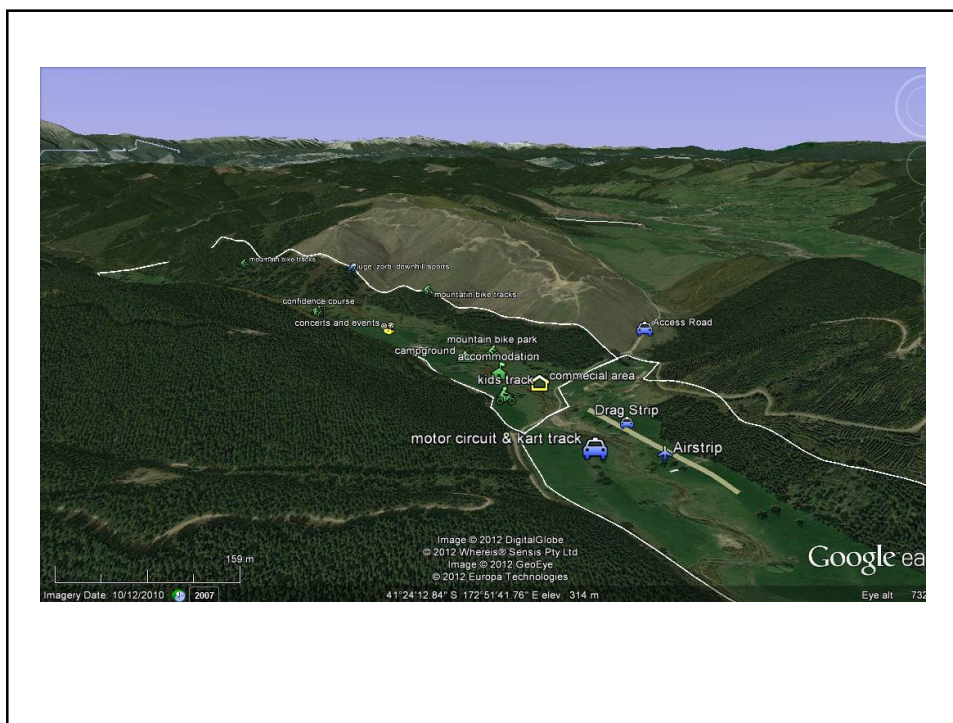 mountain bike tracks
luge, zorb, downhill sports
mountatin bike tracks
confidence course
concerts and events
Access Road
mountain bike park
campground
accommodation
kids track
commecial area
Drag Strip
motor circuit & kart track
Airstrip
Image © 2012 DigitalGlobe
© 2012 Whereis® Sensis Pty Ltd
Image © 2012 GeoEye
© 2012 Europa Technologies
Google ea
159 m
Imagery Date: 10/12/2010 2007
41°24'12.84" S 172°51'41.76" E elev 314 m
Eye alt 732